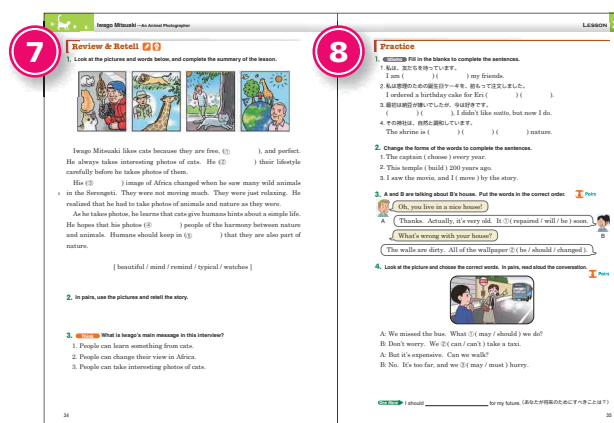 Iwago Mitsuaki —An Animal Photographer
7
Review & Retell
1. Look at the pictures and words below, and complete the summary of the lesson.
Iwago Mitsuaki likes cats because they are free, (① ), and perfect.
He always takes interesting photos of cats. He (② ) their lifestyle
carefully before he takes photos of them.
His (③ ) image of Africa changed when he saw many wild animals
5 in the Serengeti. They were not moving much. They were just relaxing. He
realized that he had to take photos of animals and nature as they were.
As he takes photos, he learns that cats give humans hints about a simple life.
He hopes that his photos (④ ) people of the harmony between nature
and animals. Humans should keep in (⑤ ) that they are also part of
nature.
[ beautiful / mind / remind / typical / watches ]
2. In pairs, use the pictures and retell the story.
3. What is Iwago's main message in this interview?
1. People can learn something from cats.
2. People can change their view in Africa.
3. People can take interesting photos of cats.
34
LESSON
8
Practice
1. Idioms Fill in the blanks to complete the sentences.
1. 私は、友だちを待っています。
I am ( ) ( ) my friends.
2. 私は恵理のための誕生日ケーキを、前もって注文しました。
I ordered a birthday cake for Eri ( ) ( ).
3. 最初は納豆が嫌いでしたが、今は好きです。
( ) ( ), I didn't like natto, but now I do.
4. その神社は、自然と調和しています。
The shrine is ( ) ( ) ( ) nature.
2. Change the forms of the words to complete the sentences.
1. The captain ( choose ) every year.
2. This temple ( build ) 200 years ago.
3. I saw the movie, and I ( move ) by the story.
3. A and B are talking about B's house. Put the words in the correct order.
Pairs
Oh, you live in a nice house!
A
Thanks. Actually, it's very old. It ①( repaired / will / be ) soon.
What's wrong with your house?
B
The walls are dirty. All of the wallpaper ②( be / should / changed ).
4. Look at the picture and choose the correct words. In pairs, read aloud the conversation.
Pairs
A: We missed the bus. What ①( may / should ) we do?
B: Don't worry. We ②( can / can't ) take a taxi.
A: But it's expensive. Can we walk?
B: No. It's too far, and we ③( may / must ) hurry.
One More I should ____________ for my future. (あなたが将来のためにすべきことは？)
35